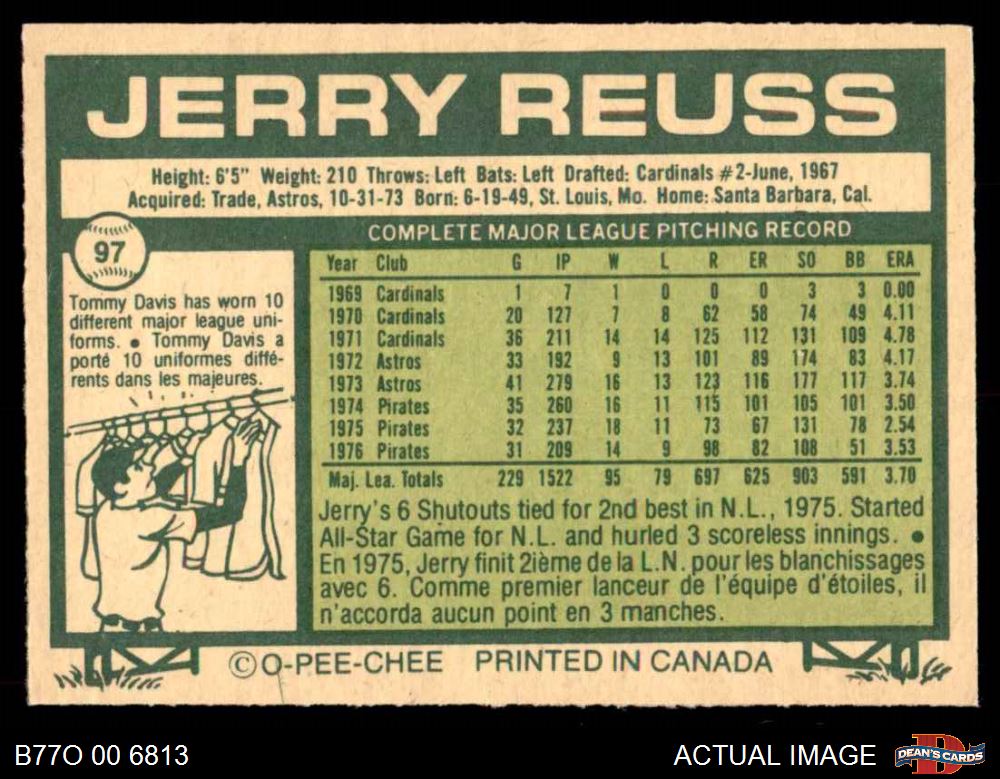 JERRY REUSS
Height: 6'5" Weight: 210 Throws: Left Bats: Left Drafted: Cardinals #2-June, 1967
Acquired: Trade, Astros, 10-31-73 Born: 6-19-49, St. Louis, Mo. Home: Santa Barbara, Cal.
97
Tommy Davis has worn 10
different major league uni-
forms. • Tommy Davis a
porté 10 uniformes diffé-
rents dans les majeures.
COMPLETE MAJOR LEAGUE PITCHING RECORD
Year Club G IP W L R ER SO BB ERA
1969 Cardinals 1 7 1 0 0 0 3 3 0.00
1970 Cardinals 20 127 7 8 62 58 74 49 4.11
1971 Cardinals 36 211 14 14 125 112 131 109 4.78
1972 Astros 33 192 9 13 101 89 174 83 4.17
1973 Astros 41 279 16 13 123 116 177 117 3.74
1974 Pirates 35 260 16 11 115 101 105 101 3.50
1975 Pirates 32 237 18 11 73 67 131 78 2.54
1976 Pirates 31 209 14 9 98 82 108 51 3.53
Maj. Lea. Totals 229 1522 95 79 697 625 903 591 3.70
Jerry's 6 Shutouts tied for 2nd best in N.L., 1975. Started
All-Star Game for N.L. and hurled 3 scoreless innings. •
En 1975, Jerry finit 2ième de la L.N. pour les blanchissages
avec 6. Comme premier lanceur de l'équipe d'étoiles, il
n'accorda aucun point en 3 manches.
© O-PEE-CHEE PRINTED IN CANADA
B77O 00 6813
ACTUAL IMAGE
DEAN'S CARDS